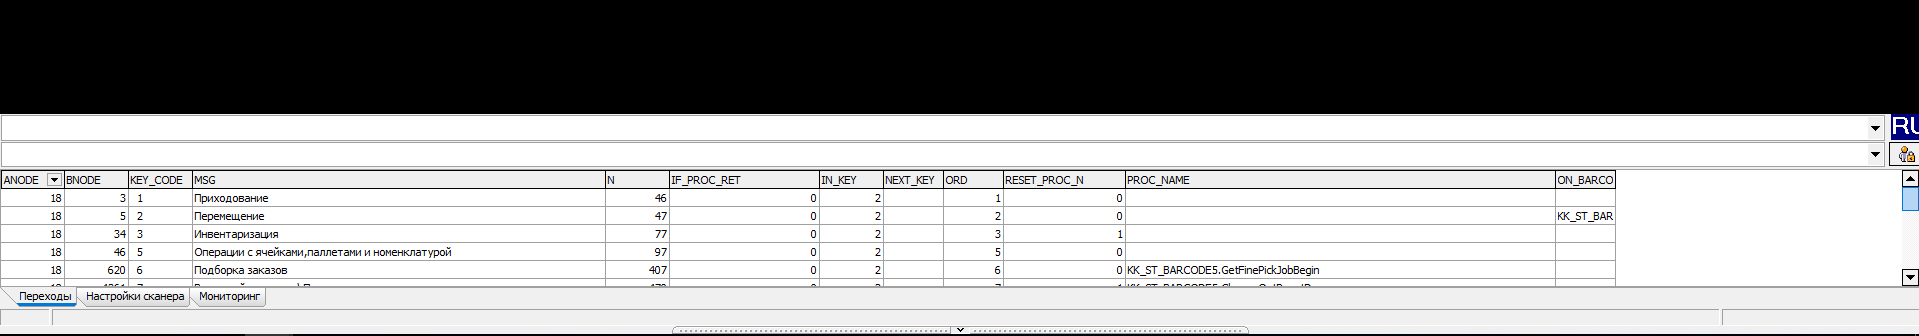 RU
ANODE BNODE KEY_CODE MSG N IF_PROC_RET IN_KEY NEXT_KEY ORD RESET_PROC_N PROC_NAME ON_BARCO
18 3 1 Приходование 46 0 2 1 0
18 5 2 Перемещение 47 0 2 2 0 KK_ST_BAR
18 34 3 Инвентаризация 77 0 2 3 1
18 46 5 Операции с ячейками,паллетами и номенклатурой 97 0 2 5 0
18 620 6 Подборка заказов 407 0 2 6 0 KK_ST_BARCODE5.GetFinePickJobBegin
Переходы Настройки сканера Мониторинг